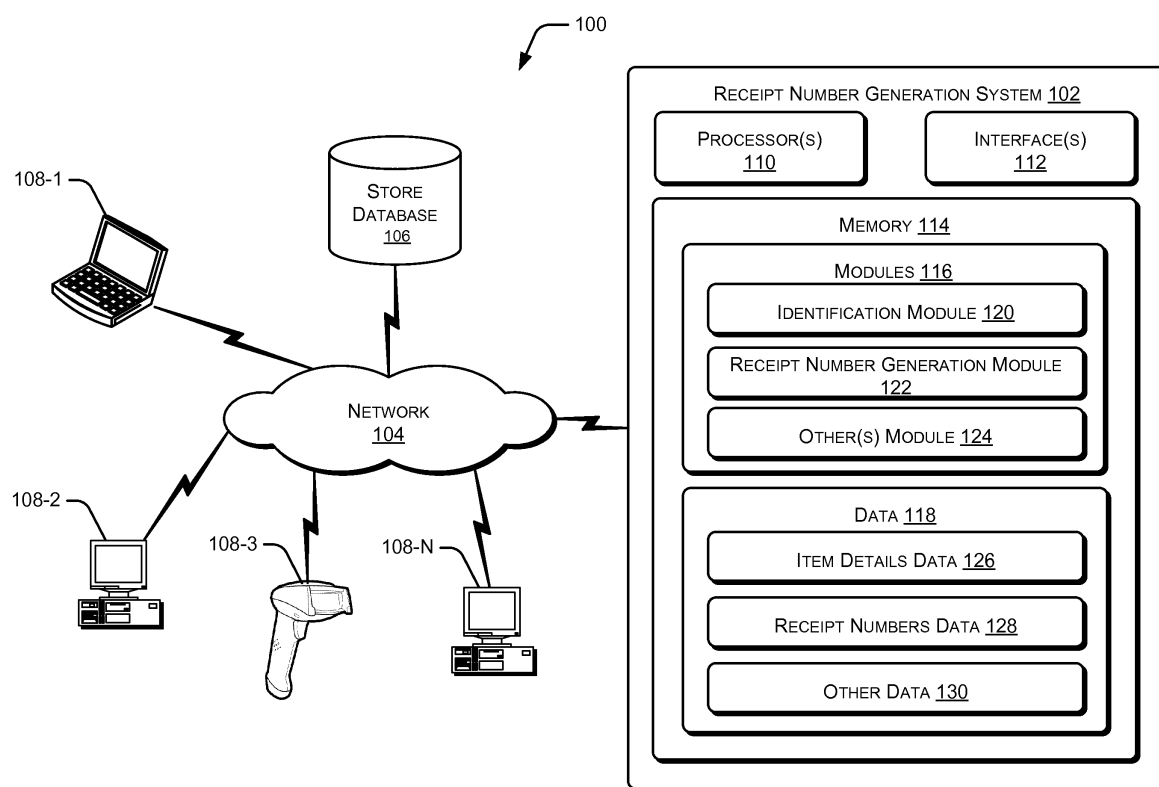 100
RECEIPT NUMBER GENERATION SYSTEM 102
PROCESSOR(S)
110
INTERFACE(S)
112
108-1
STORE
DATABASE
106
MEMORY 114
MODULES 116
IDENTIFICATION MODULE 120
RECEIPT NUMBER GENERATION MODULE
122
OTHER(S) MODULE 124
NETWORK
104
108-2
108-3
108-N
DATA 118
ITEM DETAILS DATA 126
RECEIPT NUMBERS DATA 128
OTHER DATA 130